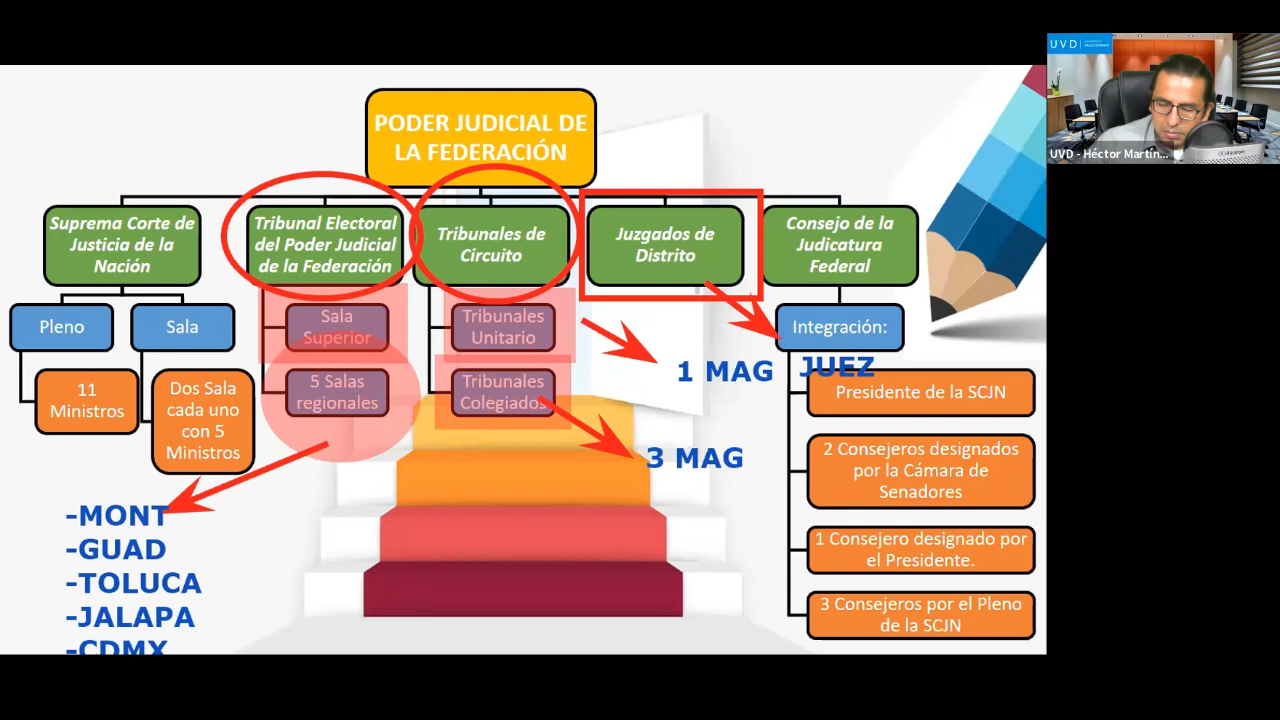 PODER JUDICIAL DE
LA FEDERACIÓN
Suprema Corte de
Justicia de la
Nación
Pleno
Sala
11
Ministros
Dos Sala
cada uno
con 5
Ministros
Tribunal Electoral
del Poder Judicial
de la Federación
Sala
Superior
5 Salas
regionales
-MONT
-GUAD
-TOLUCA
-JALAPA
-CDMX
Tribunales de
Circuito
Tribunales
Unitario
1 MAG
Tribunales
Colegiados
3 MAG
Juzgados de
Distrito
JUEZ
Consejo de la
Judicatura
Federal
Integración:
Presidente de la SCJN
2 Consejeros designados
por la Cámara de
Senadores
1 Consejero designado por
el Presidente.
3 Consejeros por el Pleno
de la SCJN
UVD
UVD - Héctor Martín...